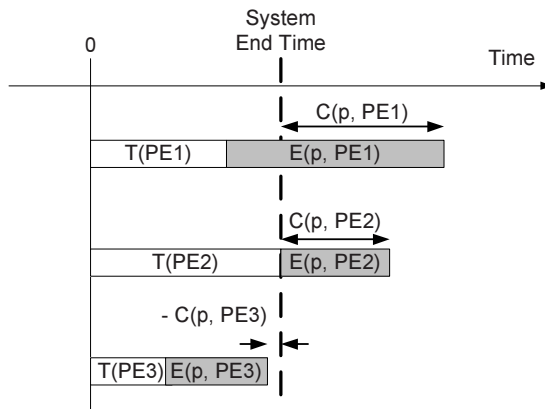 System
End Time
0
Time
C(p, PE1)
T(PE1) E(p, PE1)
C(p, PE2)
T(PE2) E(p, PE2)
- C(p, PE3)
T(PE3) E(p, PE3)